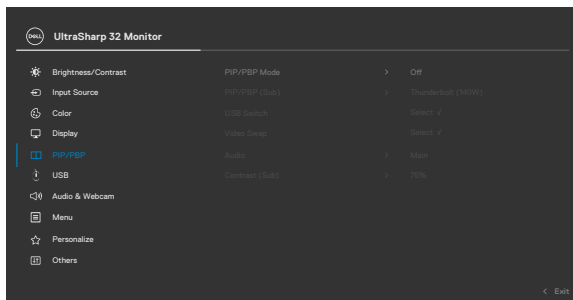 DELL UltraSharp 32 Monitor
Brightness/Contrast PIP/PBP Mode > Off
Input Source PIP/PBP (Sub) > Thunderbolt (140W)
Color USB Switch Select √
Display Video Swap Select √
PIP/PBP Audio > Main
USB Contrast (Sub) > 75%
Audio & Webcam
Menu
Personalize
Others
< Exit